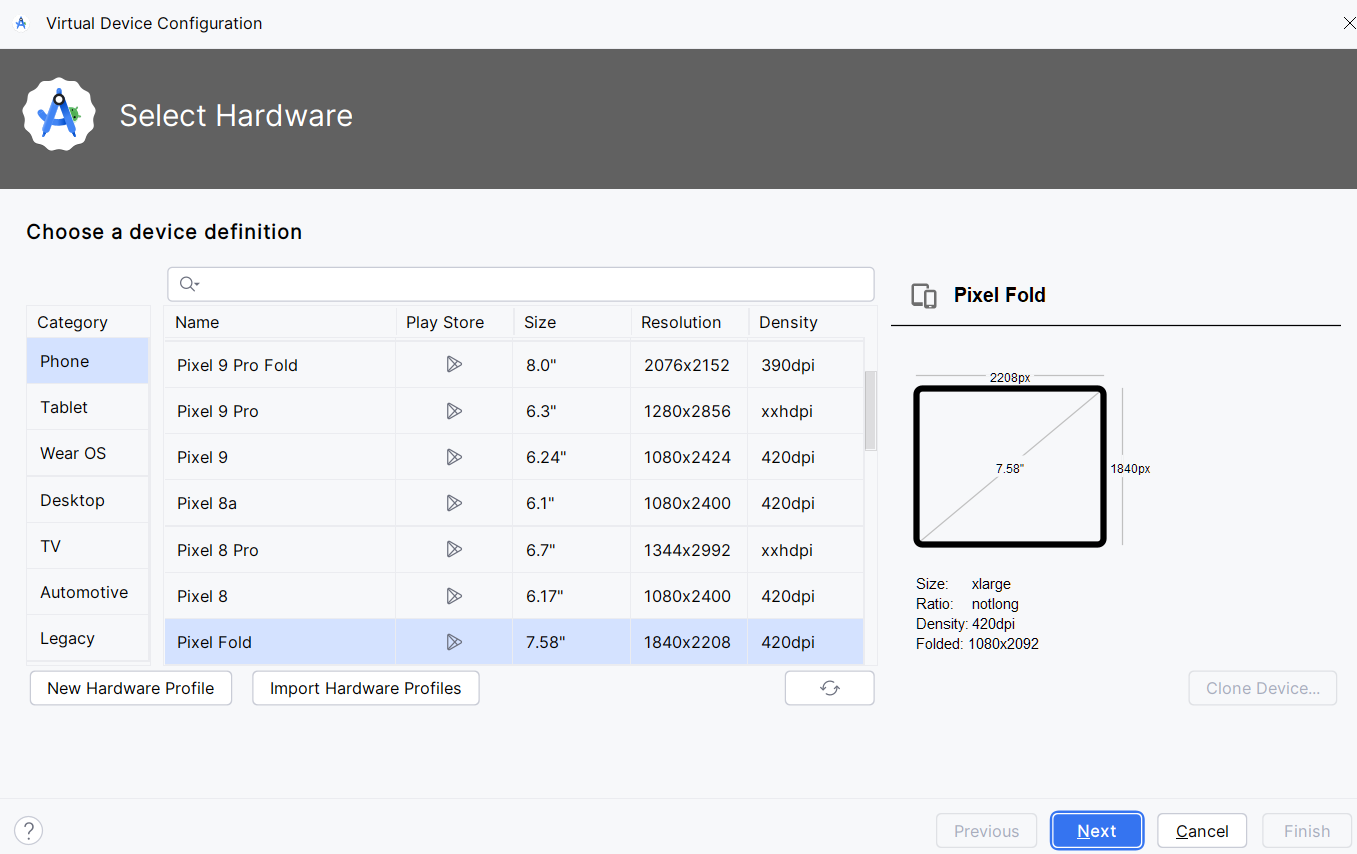 Virtual Device Configuration
Select Hardware
Choose a device definition
Category
Phone
Tablet
Wear OS
Desktop
TV
Automotive
Legacy
Name Play Store Size Resolution Density
Pixel 9 Pro Fold 8.0" 2076x2152 390dpi
Pixel 9 Pro 6.3" 1280x2856 xxhdpi
Pixel 9 6.24" 1080x2424 420dpi
Pixel 8a 6.1" 1080x2400 420dpi
Pixel 8 Pro 6.7" 1344x2992 xxhdpi
Pixel 8 6.17" 1080x2400 420dpi
Pixel Fold 7.58" 1840x2208 420dpi
New Hardware Profile Import Hardware Profiles
Pixel Fold
2208px
7.58"
1840px
Size: xlarge
Ratio: notlong
Density: 420dpi
Folded: 1080x2092
Clone Device...
? Previous Next Cancel Finish